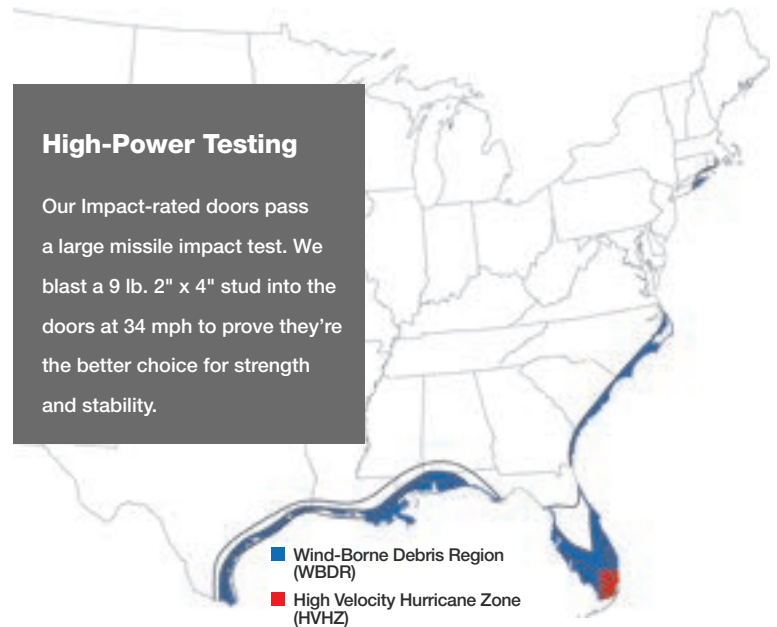 High-Power Testing
Our Impact-rated doors pass
a large missile impact test. We
blast a 9 lb. 2" x 4" stud into the
doors at 34 mph to prove they’re
the better choice for strength
and stability.
Wind-Borne Debris Region
(WBDR)
High Velocity Hurricane Zone
(HVHZ)